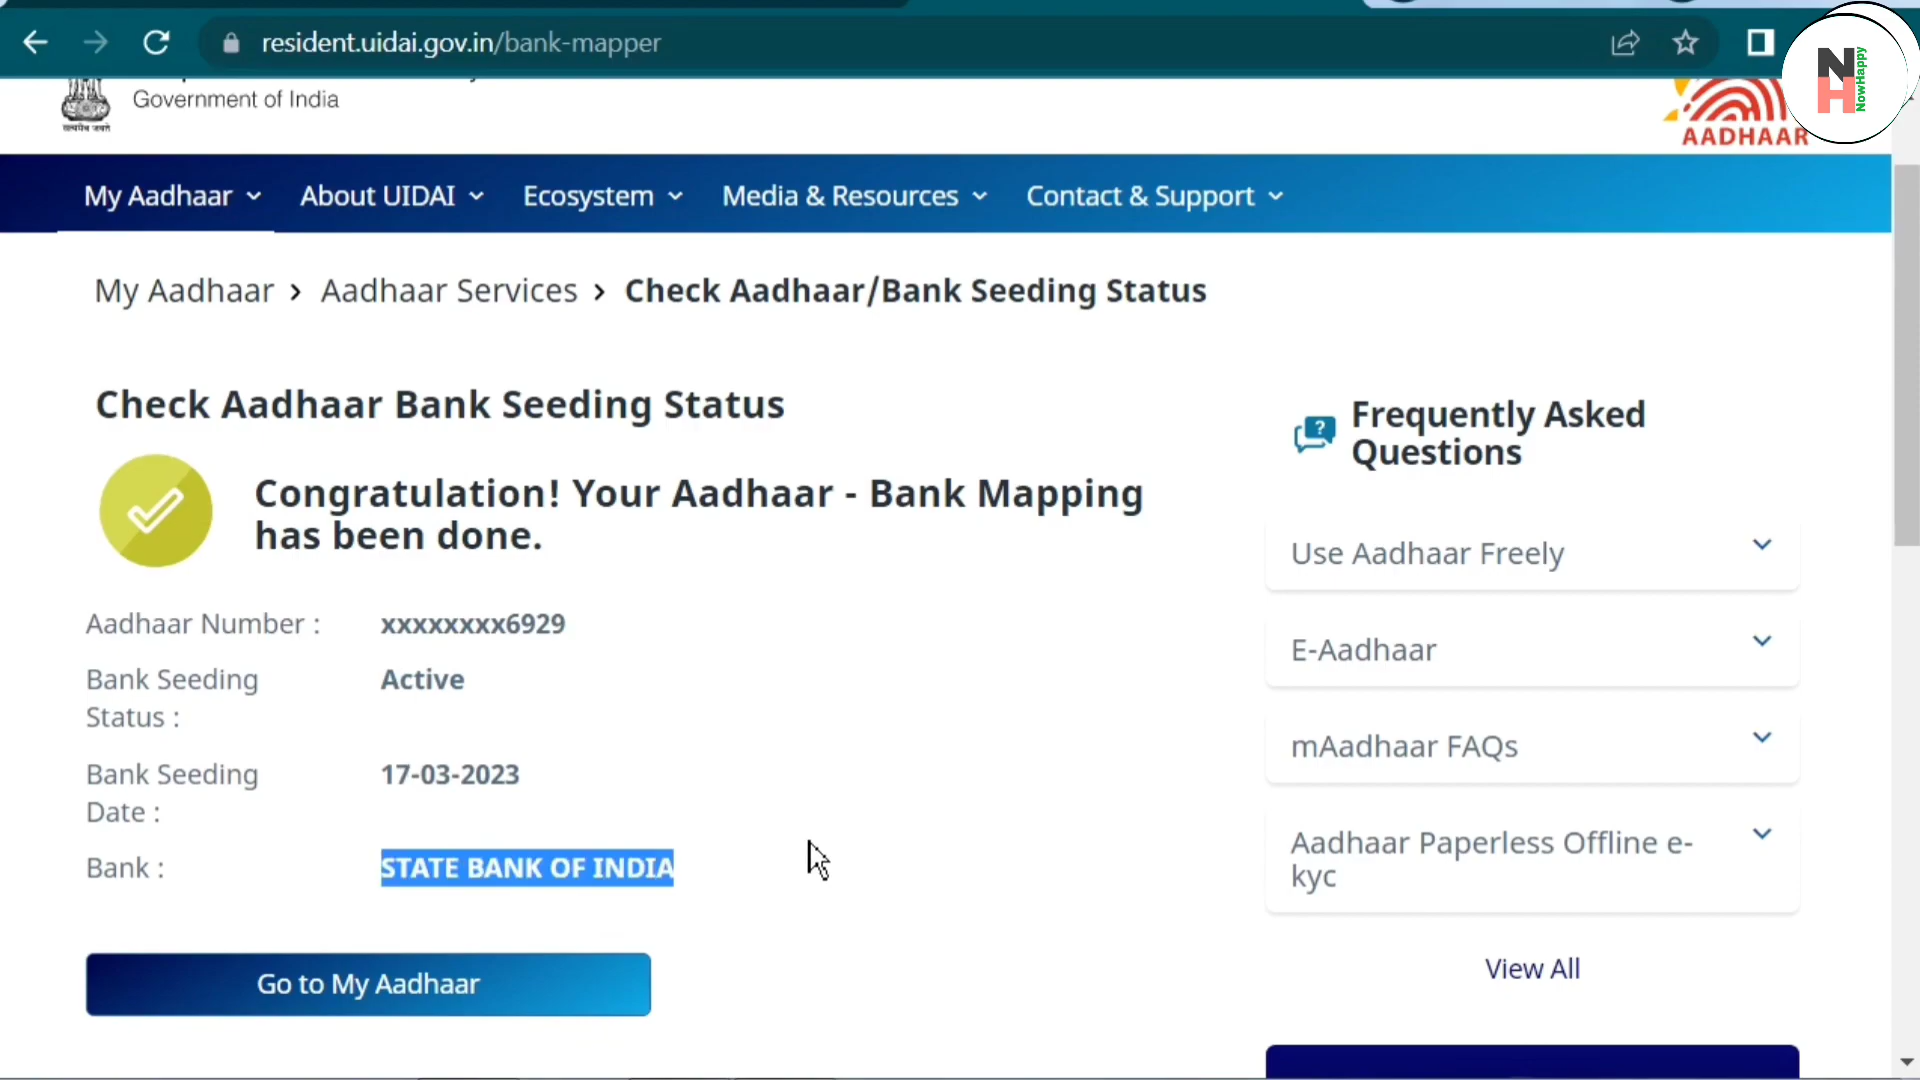 resident.uidai.gov.in/bank-mapper
NH NowHappy
Government of India
सत्यमेव जयते
AADHAAR
My Aadhaar About UIDAI Ecosystem Media & Resources Contact & Support
My Aadhaar > Aadhaar Services > Check Aadhaar/Bank Seeding Status
Check Aadhaar Bank Seeding Status
Congratulation! Your Aadhaar - Bank Mapping
has been done.
Aadhaar Number : xxxxxxxx6929
Bank Seeding Active
Status :
Bank Seeding 17-03-2023
Date :
Bank : STATE BANK OF INDIA
Go to My Aadhaar
Frequently Asked
Questions
Use Aadhaar Freely
E-Aadhaar
mAadhaar FAQs
Aadhaar Paperless Offline e-
kyc
View All